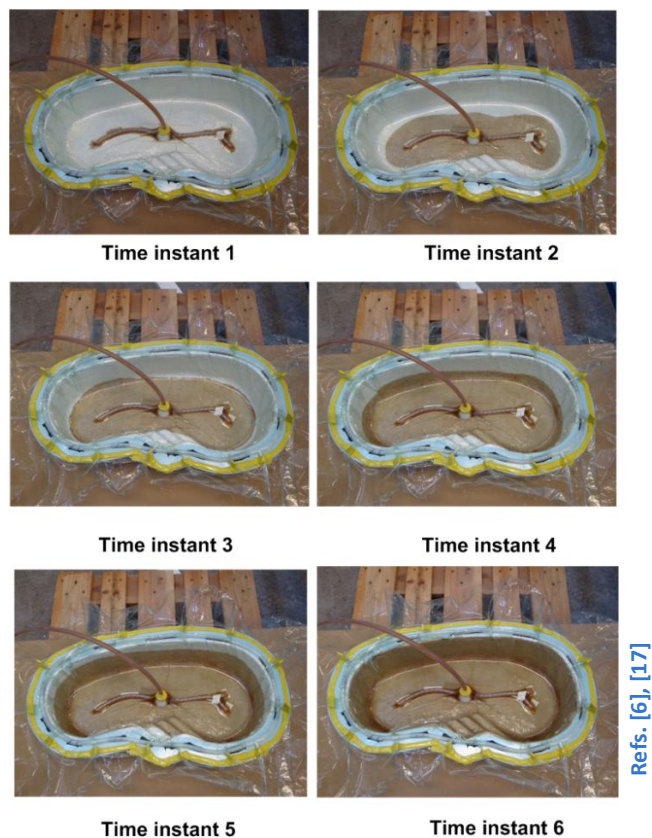 Time instant 1
Time instant 2
Time instant 3
Time instant 4
Time instant 5
Time instant 6
Refs. [6], [17]